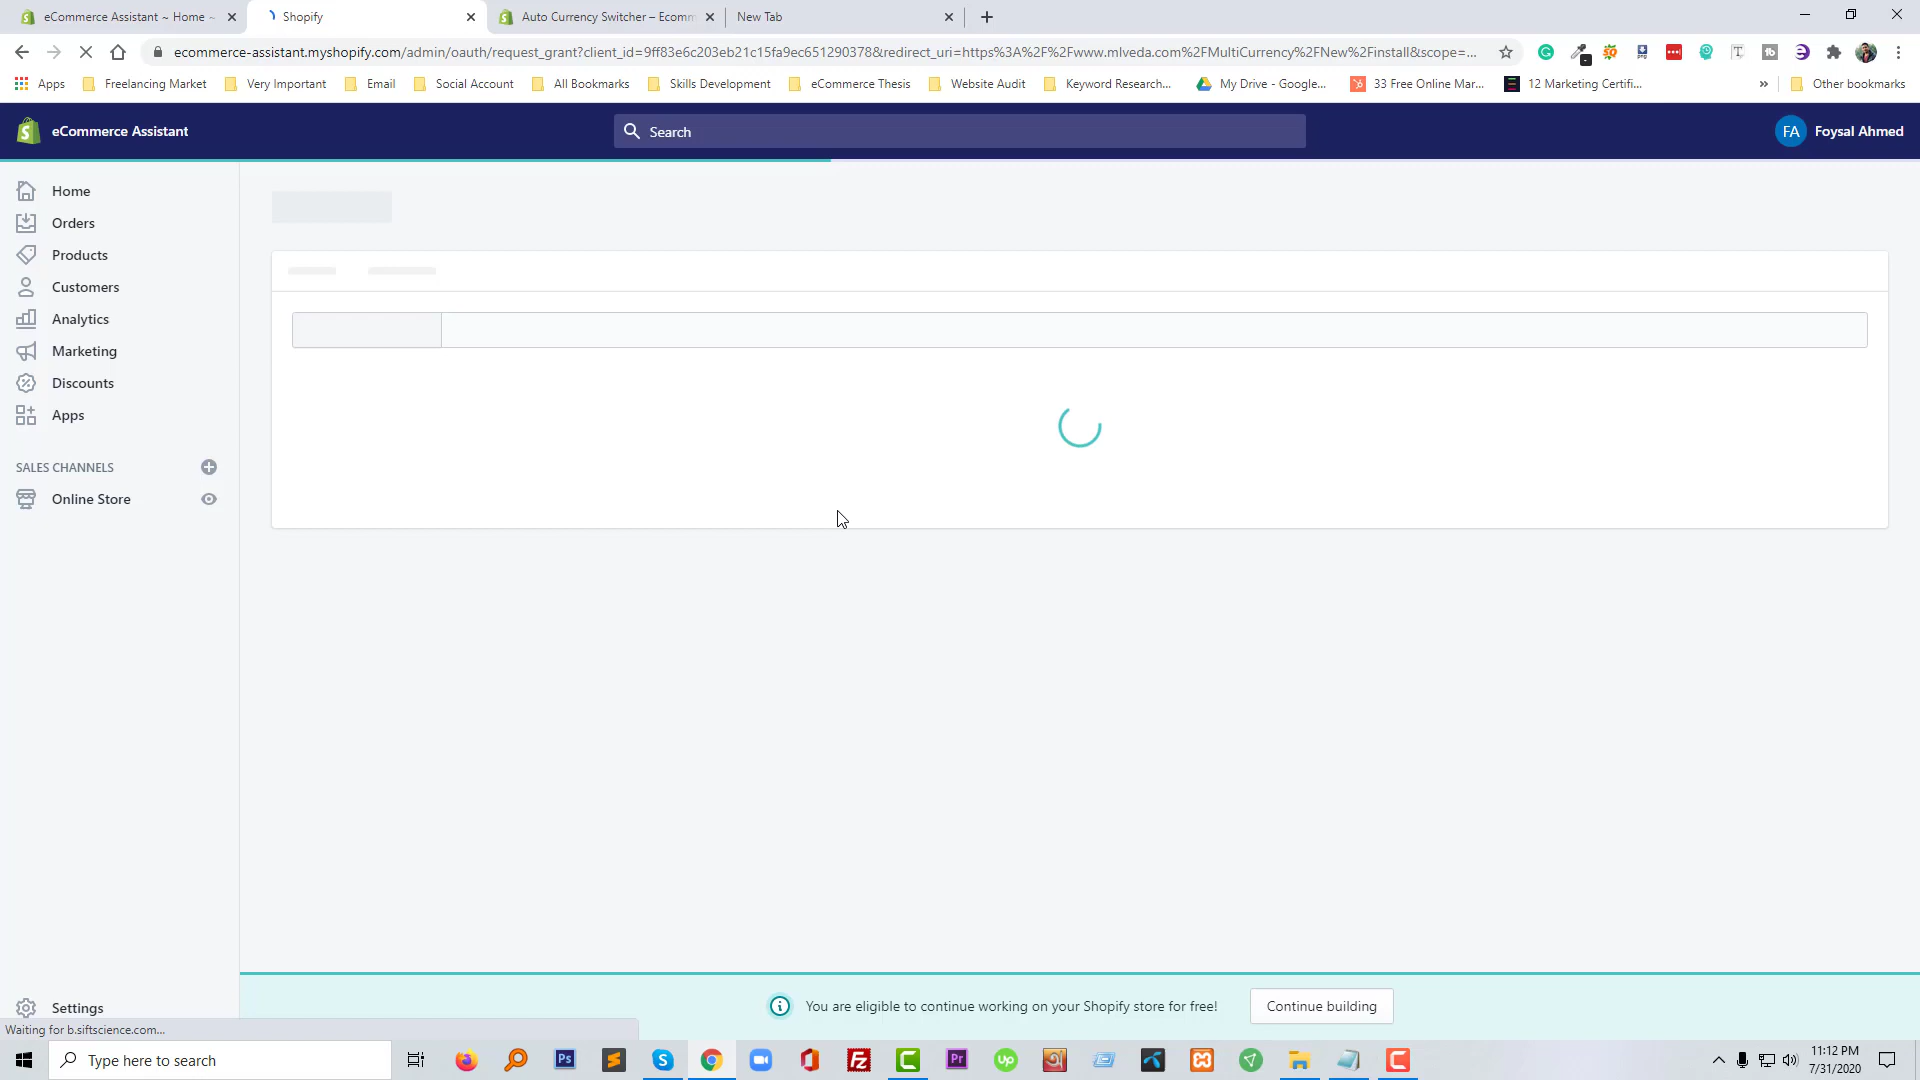 eCommerce Assistant ~ Home ~
Shopify
Auto Currency Switcher – Ecomm
New Tab
ecommerce-assistant.myshopify.com/admin/oauth/request_grant?client_id=9ff83e6c203eb21c15fa9ec651290378&redirect_uri=https%3A%2F%2Fwww.mlveda.com%2FMultiCurrency%2FNew%2Finstall&scope=...
Apps
Freelancing Market
Very Important
Email
Social Account
All Bookmarks
Skills Development
eCommerce Thesis
Website Audit
Keyword Research...
My Drive - Google...
33 Free Online Mar...
12 Marketing Certifi...
Other bookmarks
eCommerce Assistant
Search
FA Foysal Ahmed
Home
Orders
Products
Customers
Analytics
Marketing
Discounts
Apps
SALES CHANNELS
Online Store
Settings
You are eligible to continue working on your Shopify store for free!
Continue building
Waiting for b.siftscience.com...
Type here to search
11:12 PM
7/31/2020